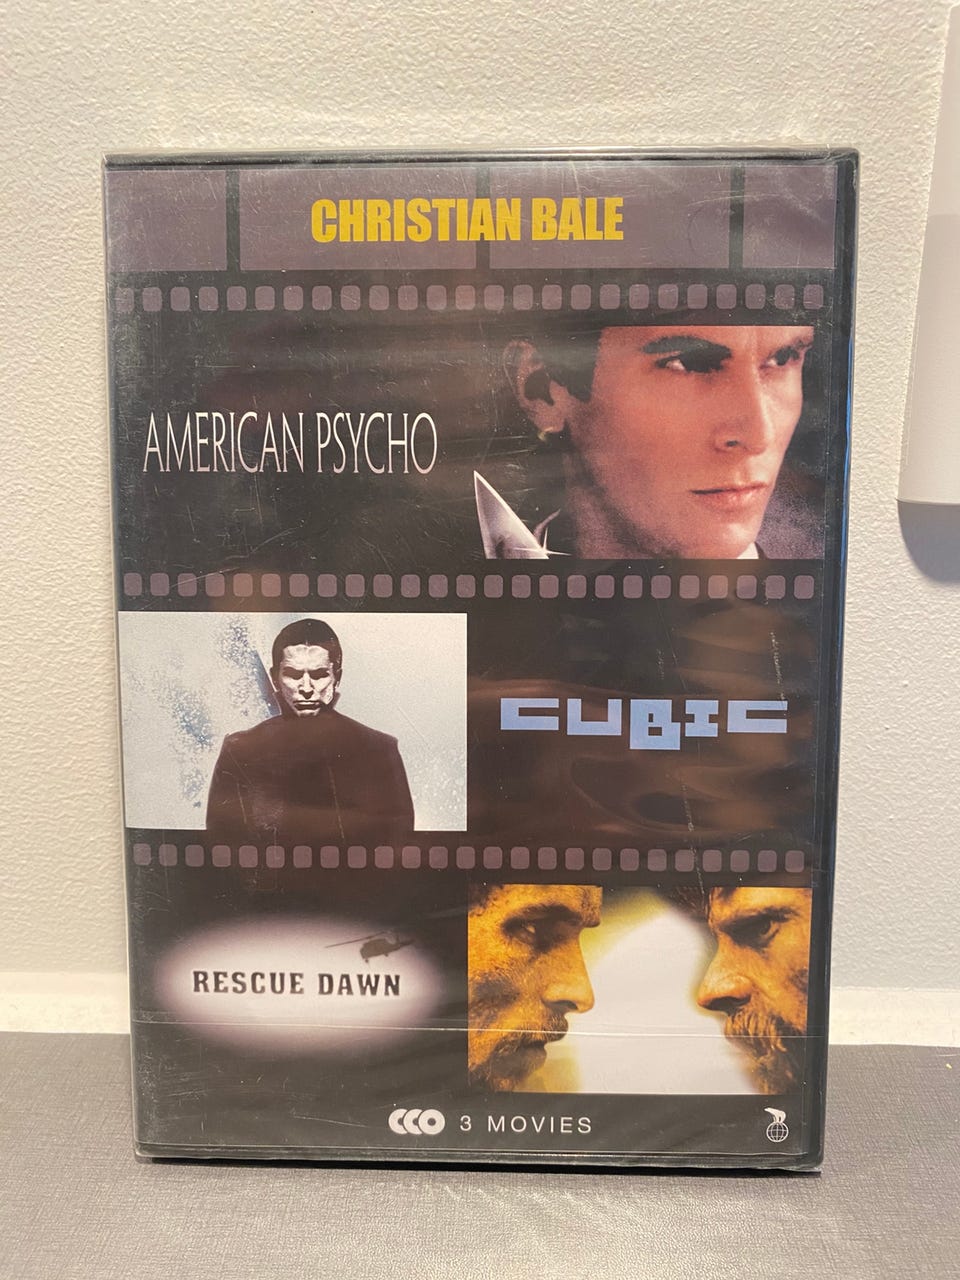 CHRISTIAN BALE
AMERICAN PSYCHO
CUBIC
RESCUE DAWN
3 MOVIES